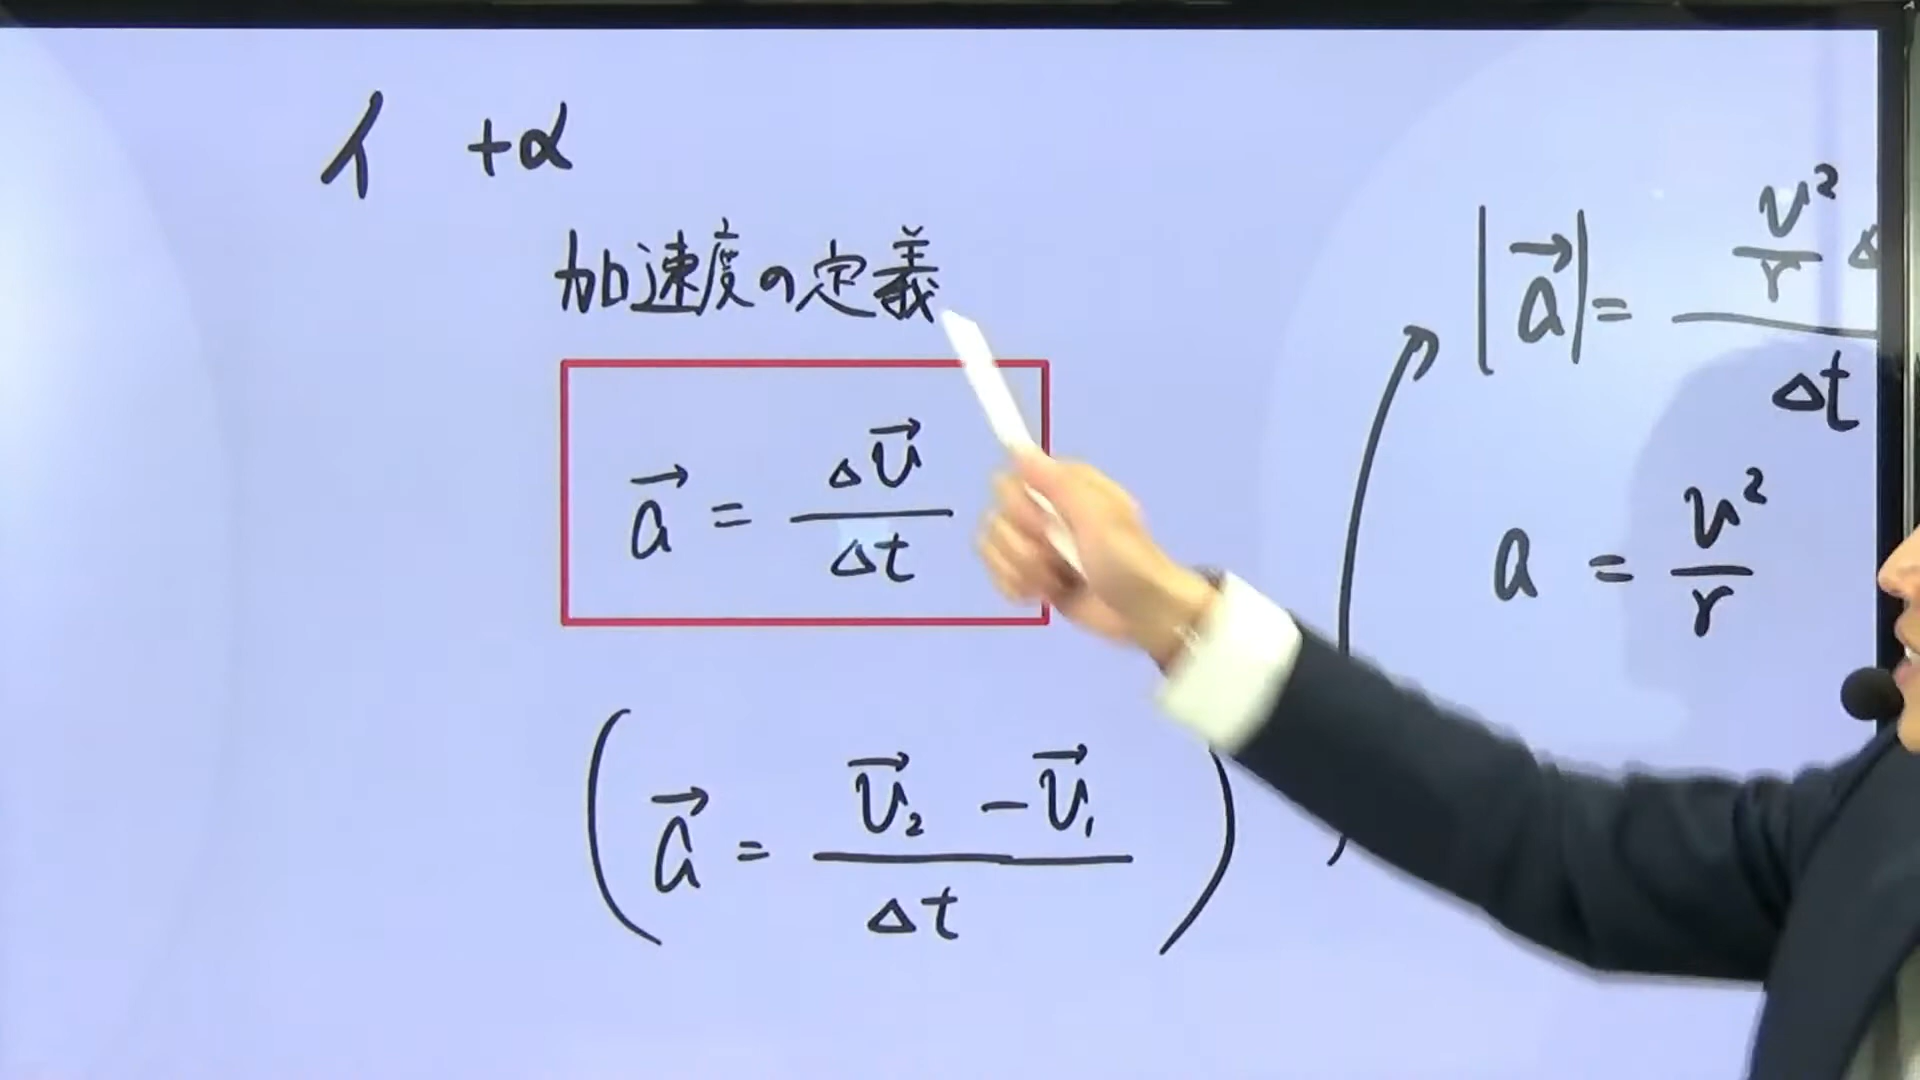 イ +α
加速度の定義
a⃗ = Δv⃗ / Δt
( a⃗ = v⃗₂ − v⃗₁ / Δt )
|a⃗| = v²/r Δ / Δt
a = v² / r